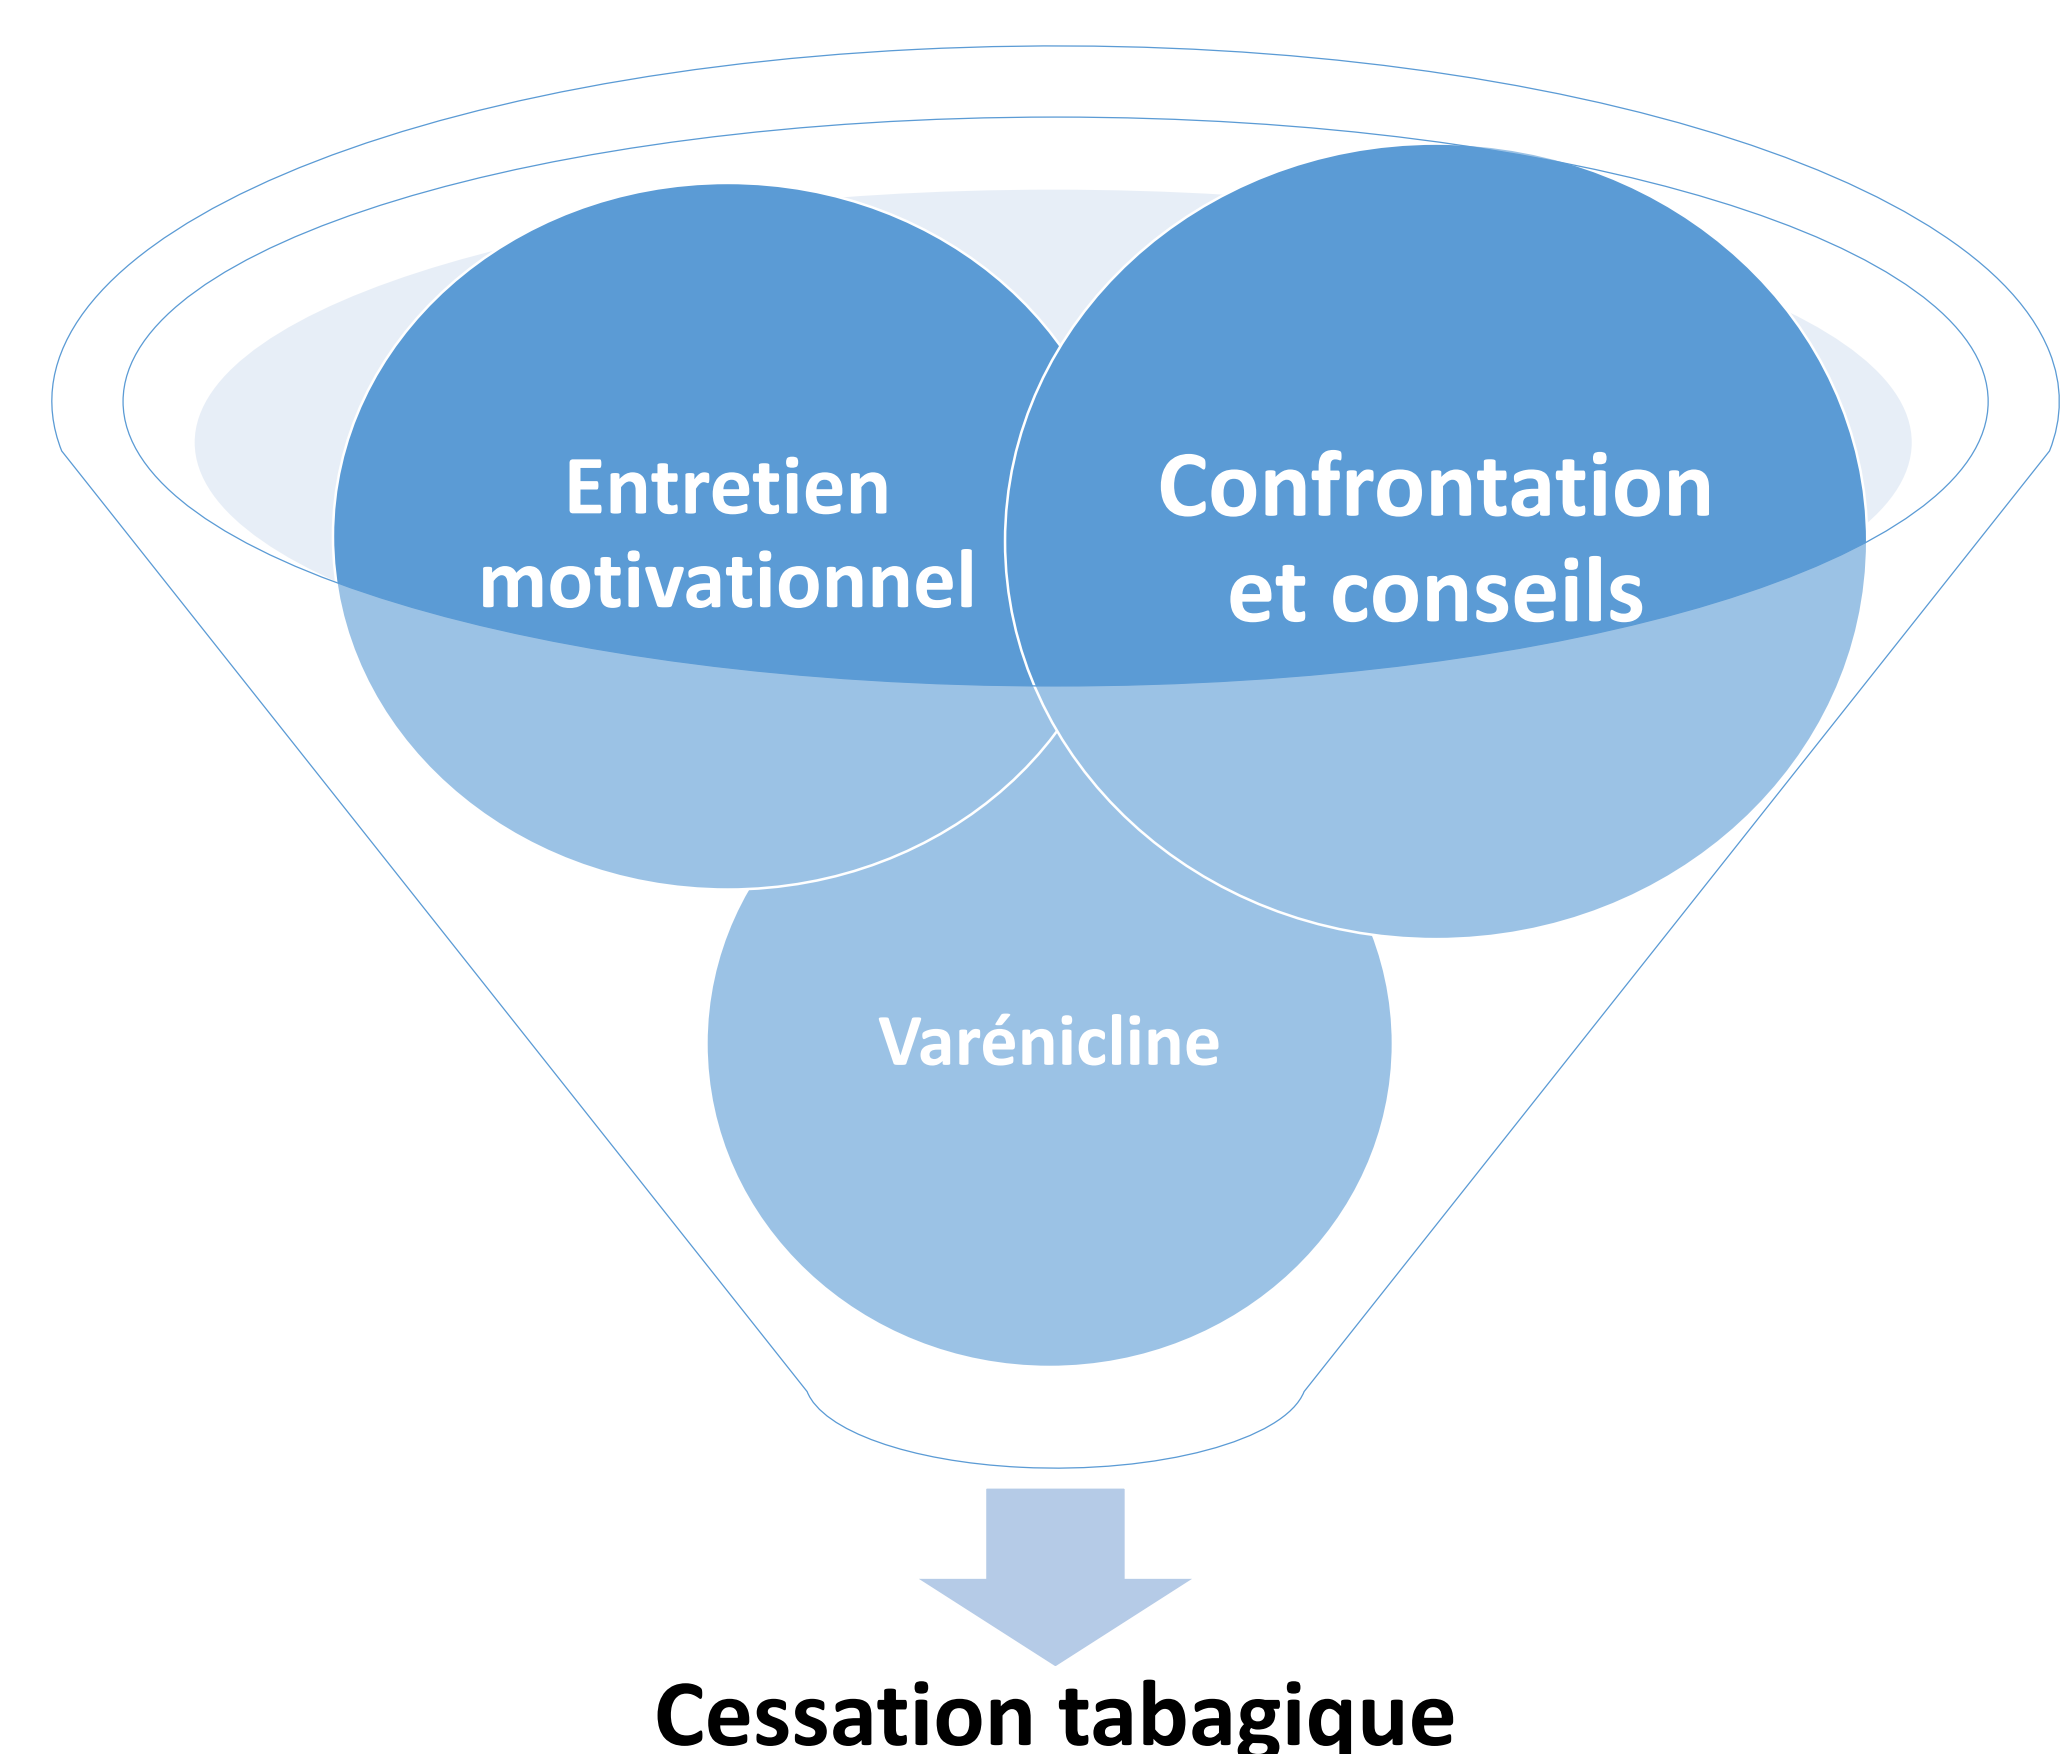 Entretien
motivationnel
Confrontation
et conseils
Varénicline
Cessation tabagique